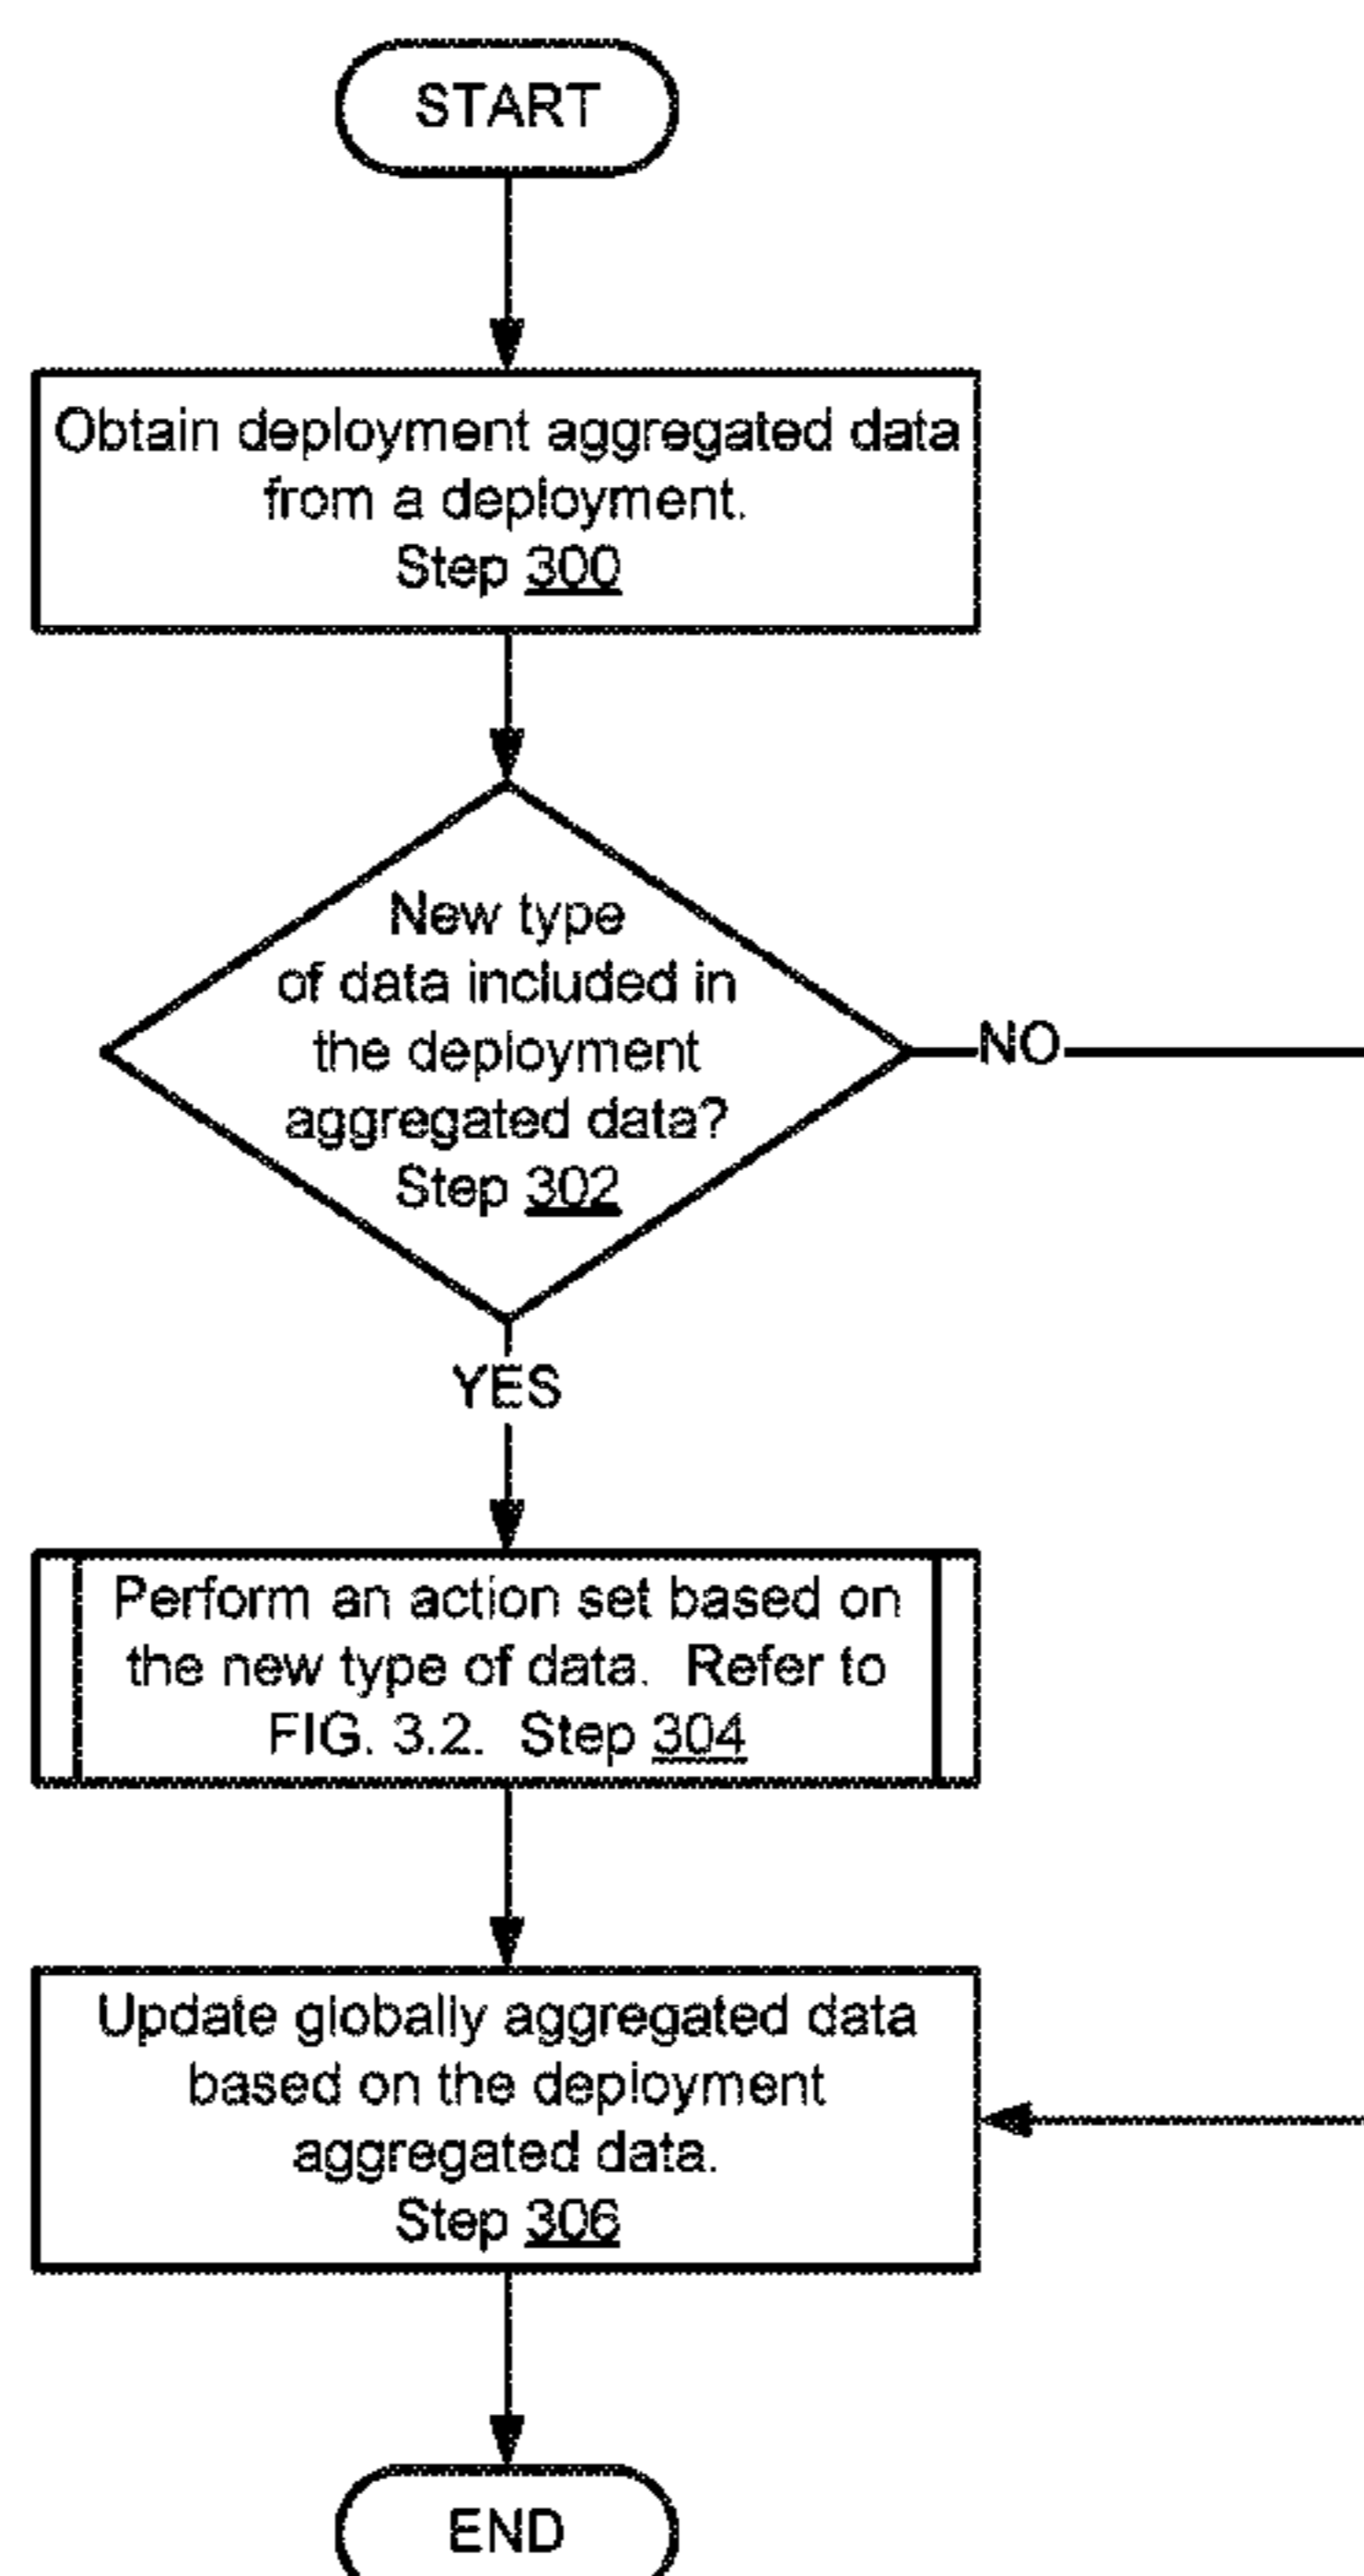 START
Obtain deployment aggregated data
from a deployment.
Step 300
New type
of data included in
the deployment
aggregated data?
Step 302
NO
YES
Perform an action set based on
the new type of data.  Refer to
FIG. 3.2.  Step 304
Update globally aggregated data
based on the deployment
aggregated data.
Step 306
END